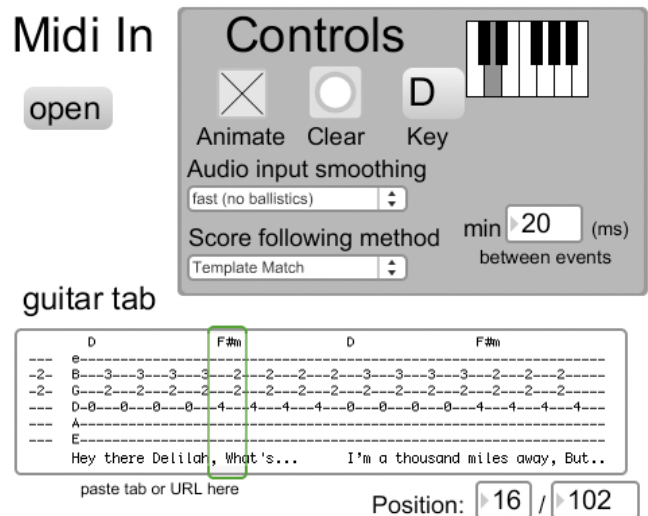 Midi In
open
Controls
Animate Clear D Key
Audio input smoothing
fast (no ballistics)
Score following method
Template Match
min 20 (ms)
between events
guitar tab
D F#m D F#m
--- e-----------------------------------------------------------------
-2- B---3---3---3---3---2---2---2---2---3---3---3---3---2---2---2-----
-2- G---2---2---2---2---2---2---2---2---2---2---2---2---2---2---2-----
--- D-0---0---0---0---4---4---4---4---0---0---0---0---4---4---4---4---
--- A-----------------------------------------------------------------
--- E-----------------------------------------------------------------
Hey there Delilah, What's... I'm a thousand miles away, But..
paste tab or URL here
Position: 16 / 102